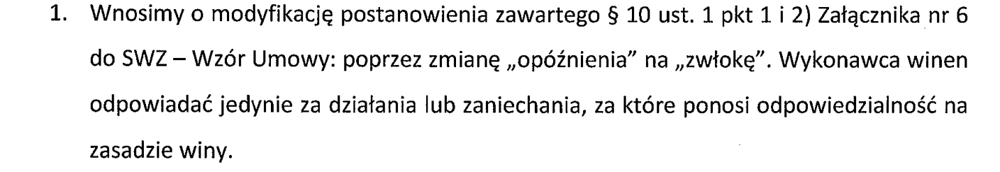 1. Wnosimy o modyfikację postanowienia zawartego § 10 ust. 1 pkt 1 i 2) Załącznika nr 6
do SWZ – Wzór Umowy: poprzez zmianę „opóźnienia” na „zwłokę”. Wykonawca winen
odpowiadać jedynie za działania lub zaniechania, za które ponosi odpowiedzialność na
zasadzie winy.